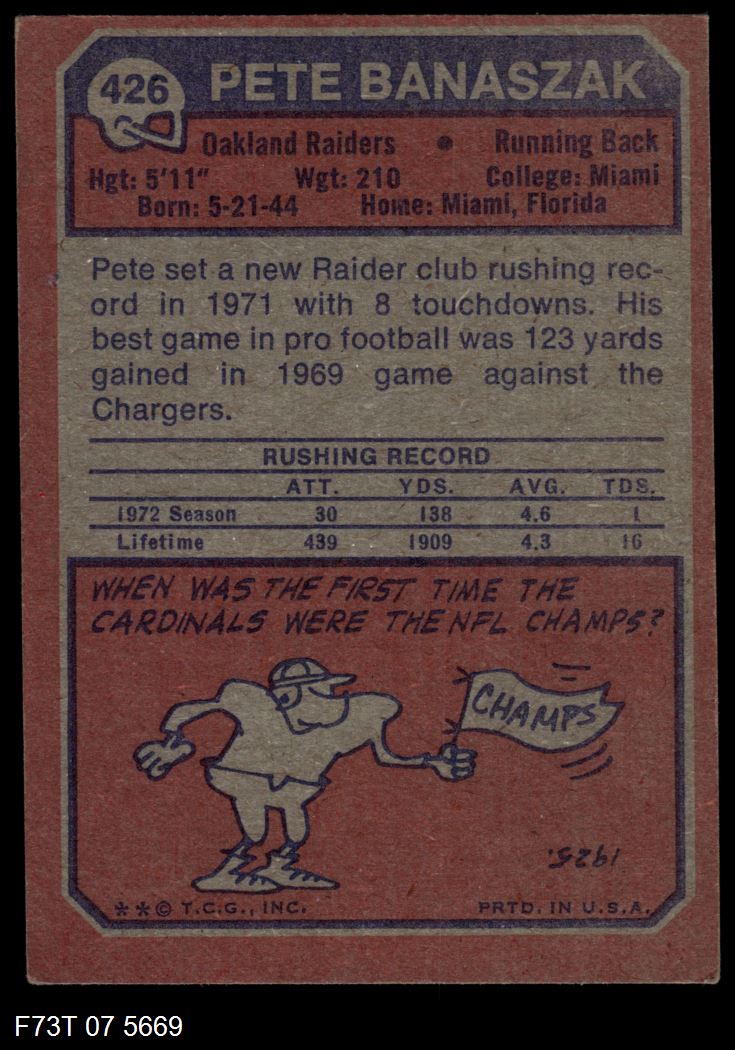 426
PETE BANASZAK
Oakland Raiders • Running Back
Hgt: 5'11" Wgt: 210 College: Miami
Born: 5-21-44 Home: Miami, Florida
Pete set a new Raider club rushing rec-
ord in 1971 with 8 touchdowns. His
best game in pro football was 123 yards
gained in 1969 game against the
Chargers.
RUSHING RECORD
ATT. YDS. AVG. TDS.
1972 Season 30 138 4.6 1
Lifetime 439 1909 4.3 16
WHEN WAS THE FIRST TIME THE
CARDINALS WERE THE NFL CHAMPS?
CHAMPS
1925.
**© T.C.G., INC. PRTD. IN U.S.A.
F73T 07 5669